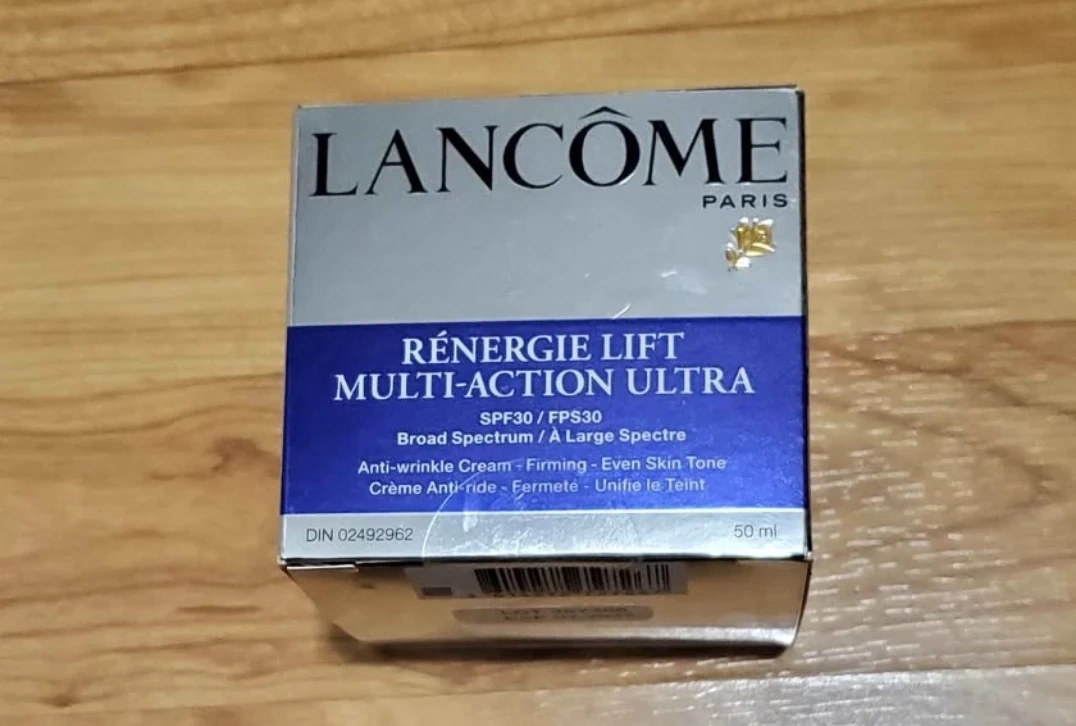 LANCÔME
PARIS
RÉNERGIE LIFT
MULTI-ACTION ULTRA
SPF30 / FPS30
Broad Spectrum / À Large Spectre
Anti-wrinkle Cream - Firming - Even Skin Tone
Crème Anti-ride - Fermeté - Unifie le Teint
DIN 02492962
50 ml